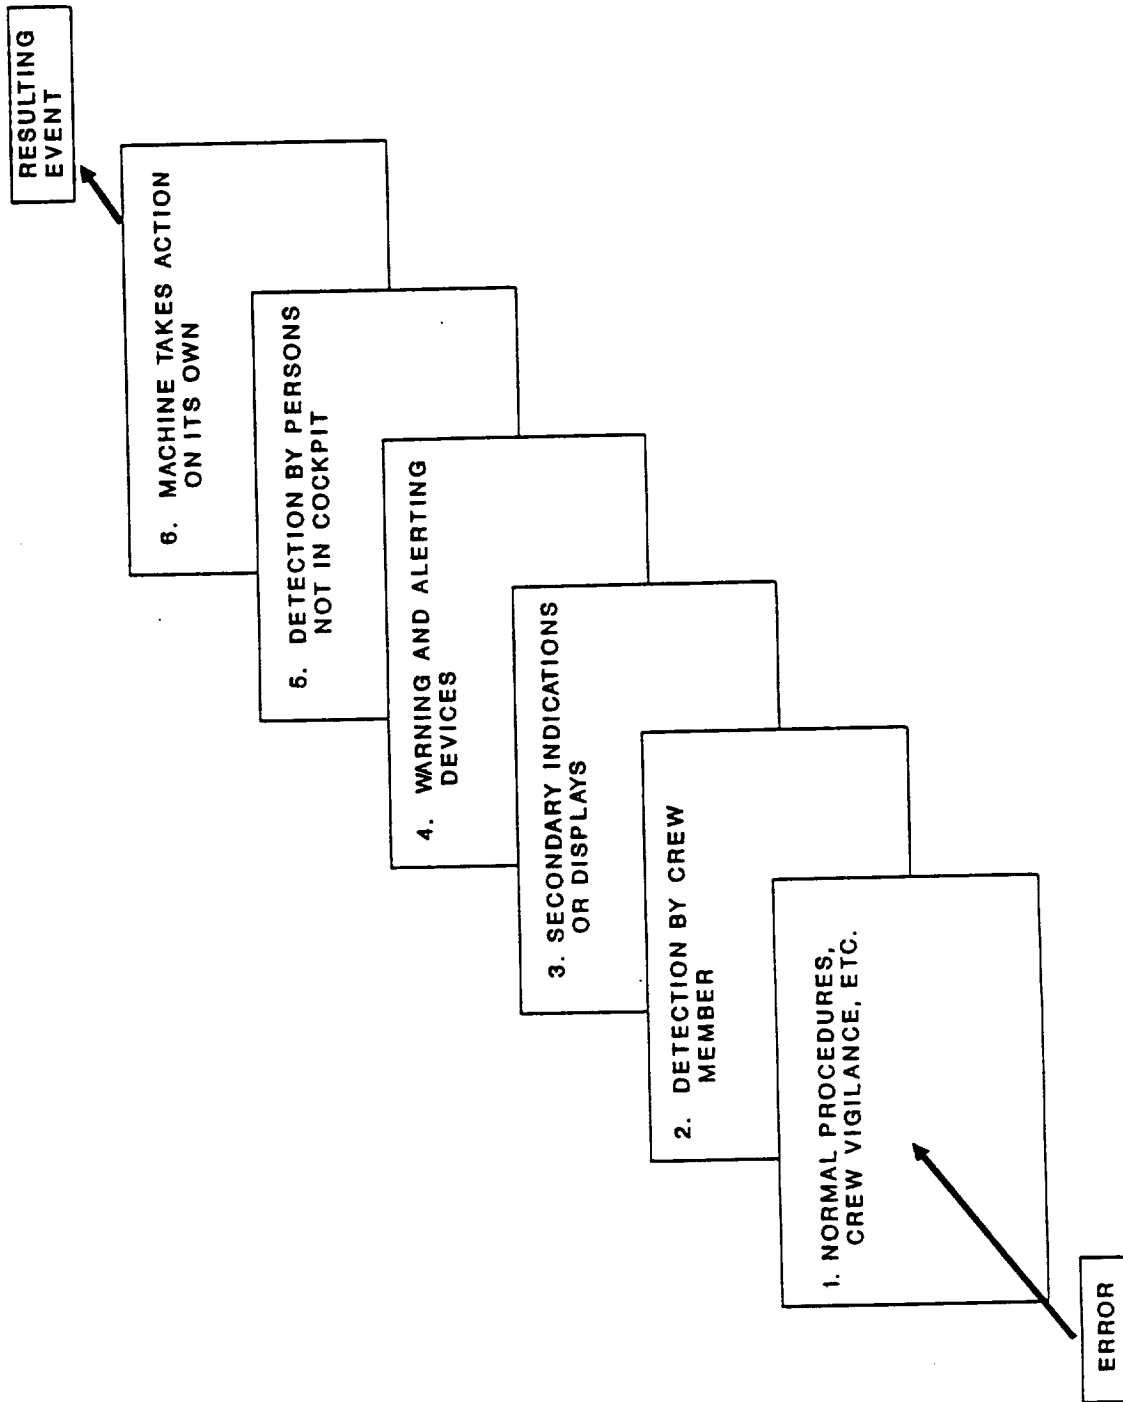 ERROR
1. NORMAL PROCEDURES,
CREW VIGILANCE, ETC.
2. DETECTION BY CREW
MEMBER
3. SECONDARY INDICATIONS
OR DISPLAYS
4. WARNING AND ALERTING
DEVICES
5. DETECTION BY PERSONS
NOT IN COCKPIT
6. MACHINE TAKES ACTION
ON ITS OWN
RESULTING
EVENT